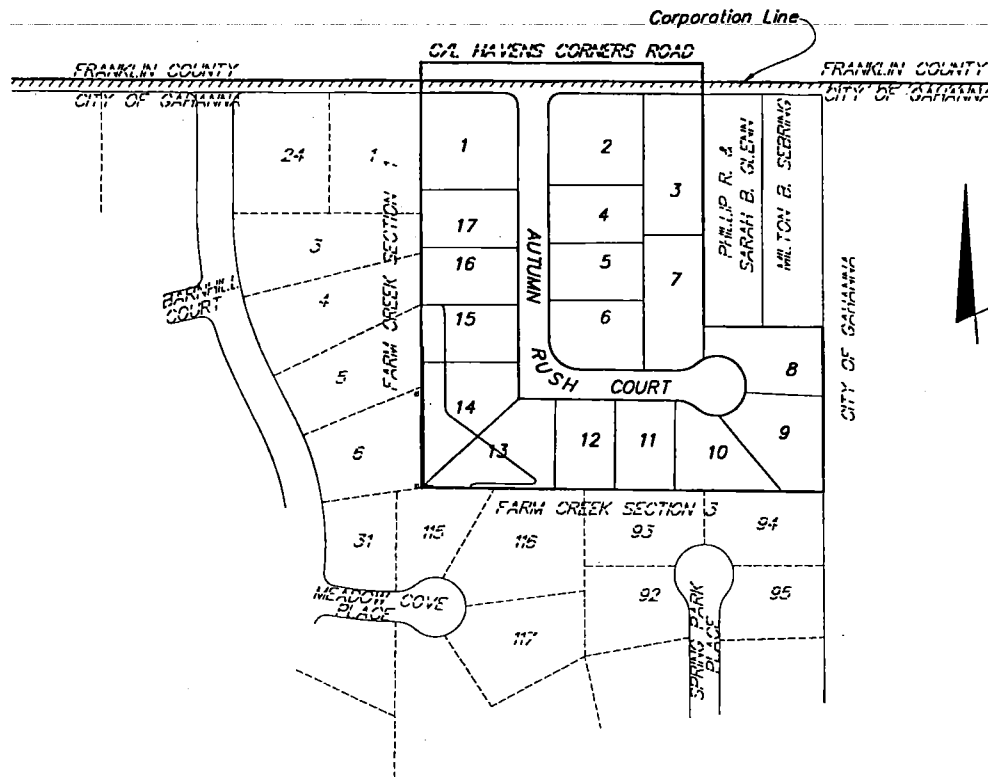 Corporation Line
C/L HAVENS CORNERS ROAD
FRANKLIN COUNTY
FRANKLIN COUNTY
CITY OF GAHANNA
CITY OF GAHANNA
24
1
1
2
3
PHILLIP R. &
SARAH B. GLENN
MILTON B. SEBRING
FARM CREEK SECTION 1
3
17
4
AUTUMN
16
5
7
BARNHILL
COURT
4
15
6
CITY OF GAHANNA
RUSH
COURT
8
5
14
6
13
12
11
10
9
FARM CREEK SECTION 3
31
115
116
93
94
MEADOW COVE
PLACE
92
95
117
SPRING PARK
PLACE